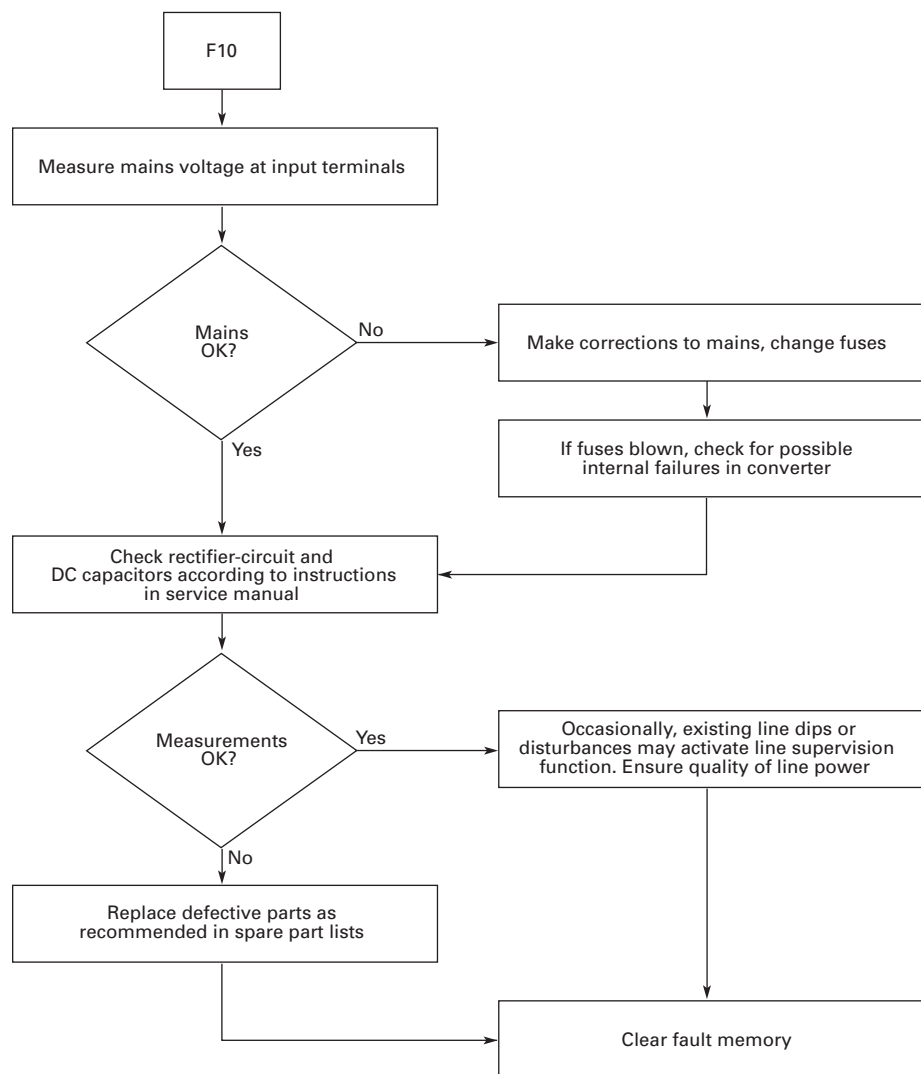 F10
Measure mains voltage at input terminals
Mains
OK?
No
Make corrections to mains, change fuses
Yes
If fuses blown, check for possible
internal failures in converter
Check rectifier-circuit and
DC capacitors according to instructions
in service manual
Measurements
OK?
Yes
Occasionally, existing line dips or
disturbances may activate line supervision
function. Ensure quality of line power
No
Replace defective parts as
recommended in spare part lists
Clear fault memory